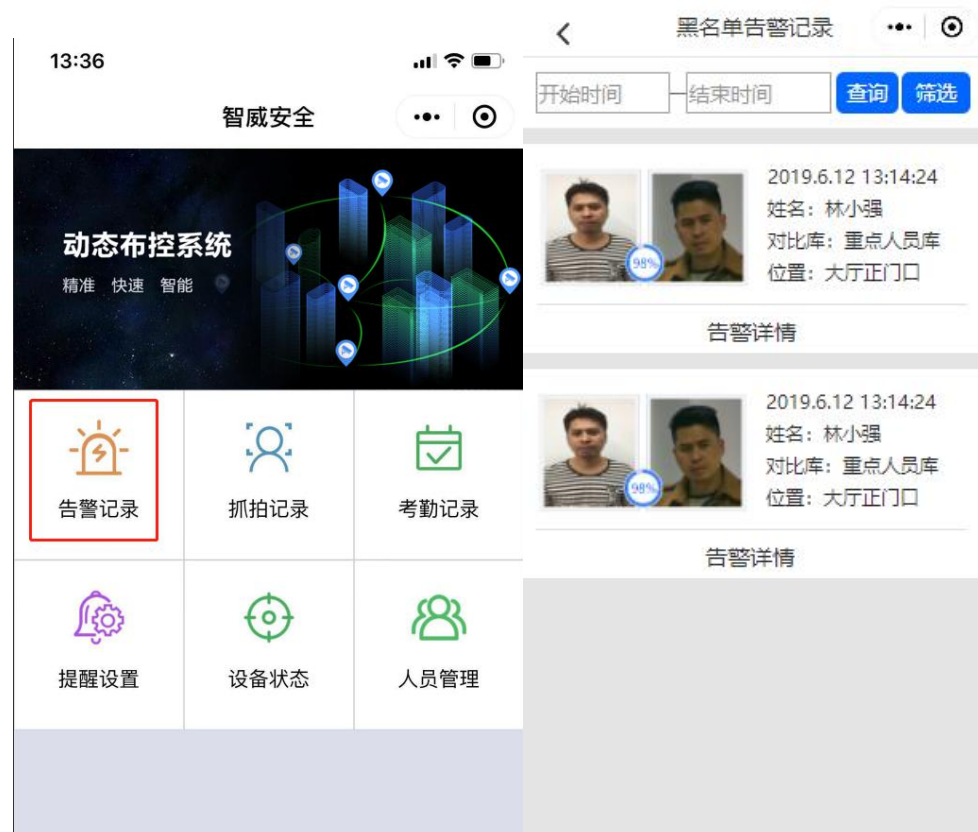 13:36
智威安全
动态布控系统
精准 快速 智能
告警记录
抓拍记录
考勤记录
提醒设置
设备状态
人员管理
黑名单告警记录
开始时间
结束时间
查询
筛选
98%
2019.6.12 13:14:24
姓名：林小强
对比库：重点人员库
位置：大厅正门口
告警详情
98%
2019.6.12 13:14:24
姓名：林小强
对比库：重点人员库
位置：大厅正门口
告警详情